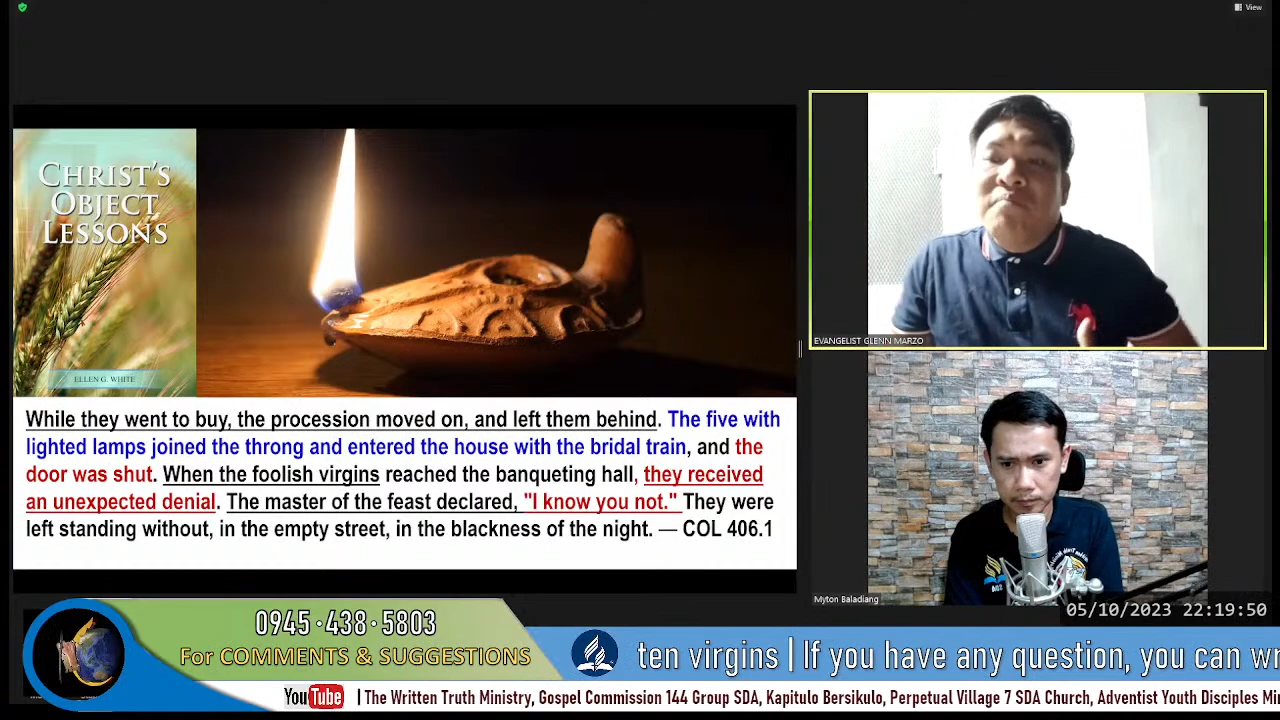 View
CHRIST'S
OBJECT
LESSONS
ELLEN G. WHITE
While they went to buy, the procession moved on, and left them behind. The five with
lighted lamps joined the throng and entered the house with the bridal train, and the
door was shut. When the foolish virgins reached the banqueting hall, they received
an unexpected denial. The master of the feast declared, "I know you not." They were
left standing without, in the empty street, in the blackness of the night. — COL 406.1
EVANGELIST GLENN MARZO
Myton Baladiang
05/10/2023 22:19:50
0945·438·5803
For COMMENTS & SUGGESTIONS
ten virgins | If you have any question, you can wr
YouTube | The Written Truth Ministry, Gospel Commission 144 Group SDA, Kapitulo Bersikulo, Perpetual Village 7 SDA Church, Adventist Youth Disciples Mi